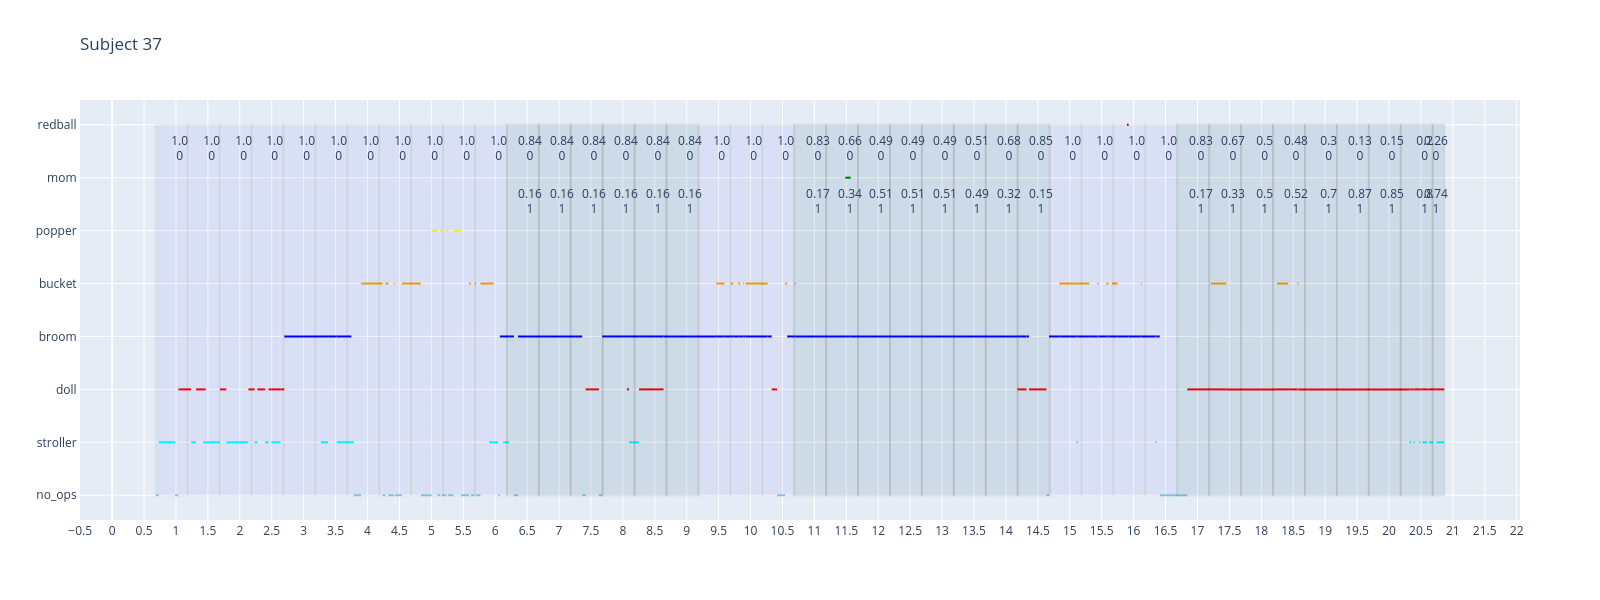 Subject 37
redball
1.0 1.0 1.0 1.0 1.0 1.0 1.0 1.0 1.0 1.0 1.0 0.84 0.84 0.84 0.84 0.84 0.84 1.0 1.0 1.0 0.83 0.66 0.49 0.49 0.49 0.51 0.68 0.85 1.0 1.0 1.0 1.0 0.83 0.67 0.5 0.48 0.3 0.13 0.15 0.26
0 0 0 0 0 0 0 0 0 0 0 0 0 0 0 0 0 0 0 0 0 0 0 0 0 0 0 0 0 0 0 0 0 0 0 0 0 0 0 0 0
mom
0.16 0.16 0.16 0.16 0.16 0.16 0.17 0.34 0.51 0.51 0.51 0.49 0.32 0.15 0.17 0.33 0.5 0.52 0.7 0.87 0.85 0.74
1 1 1 1 1 1 1 1 1 1 1 1 1 1 1 1 1 1 1 1 1 1 1
popper
bucket
broom
doll
stroller
no_ops
−0.5 0 0.5 1 1.5 2 2.5 3 3.5 4 4.5 5 5.5 6 6.5 7 7.5 8 8.5 9 9.5 10 10.5 11 11.5 12 12.5 13 13.5 14 14.5 15 15.5 16 16.5 17 17.5 18 18.5 19 19.5 20 20.5 21 21.5 22